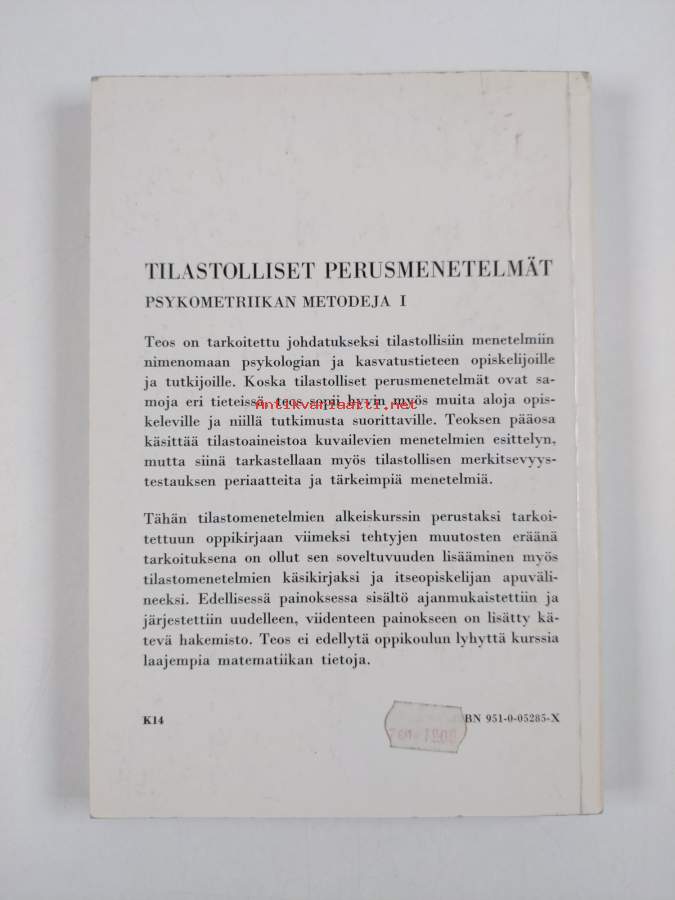 TILASTOLLISET PERUSMENETELMÄT
PSYKOMETRIIKAN METODEJA I
Teos on tarkoitettu johdatukseksi tilastollisiin menetelmiin
nimenomaan psykologian ja kasvatustieteen opiskelijoille
ja tutkijoille. Koska tilastolliset perusmenetelmät ovat sa-
moja eri tieteissä, teos sopii hyvin myös muita aloja opis-
Antikvariaatti.net
keleville ja niillä tutkimusta suorittaville. Teoksen pääosa
käsittää tilastoaineistoa kuvailevien menetelmien esittelyn,
mutta siinä tarkastellaan myös tilastollisen merkitsevyys-
testauksen periaatteita ja tärkeimpiä menetelmiä.
Tähän tilastomenetelmien alkeiskurssin perustaksi tarkoi-
tettuun oppikirjaan viimeksi tehtyjen muutosten eräänä
tarkoituksena on ollut sen soveltuvuuden lisääminen myös
tilastomenetelmien käsikirjaksi ja itseopiskelijan apuväli-
neeksi. Edellisessä painoksessa sisältö ajanmukaistettiin ja
järjestettiin uudelleen, viidenteen painokseen on lisätty kä-
tevä hakemisto. Teos ei edellytä oppikoulun lyhyttä kurssia
laajempia matematiikan tietoja.
K14
BN 951-0-05285-X